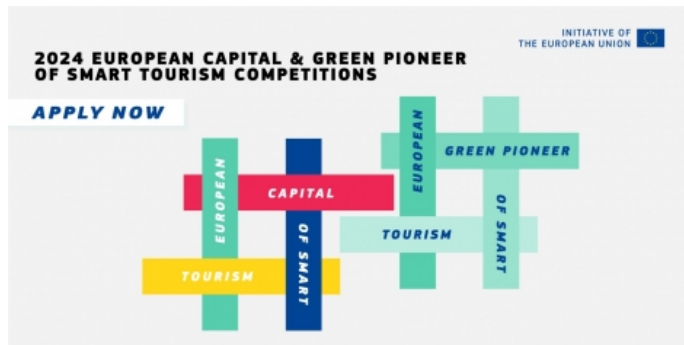 INITIATIVE OF
THE EUROPEAN UNION
2024 EUROPEAN CAPITAL & GREEN PIONEER
OF SMART TOURISM COMPETITIONS
APPLY NOW
EUROPEAN
CAPITAL
OF SMART
TOURISM
EUROPEAN
GREEN PIONEER
OF SMART
TOURISM